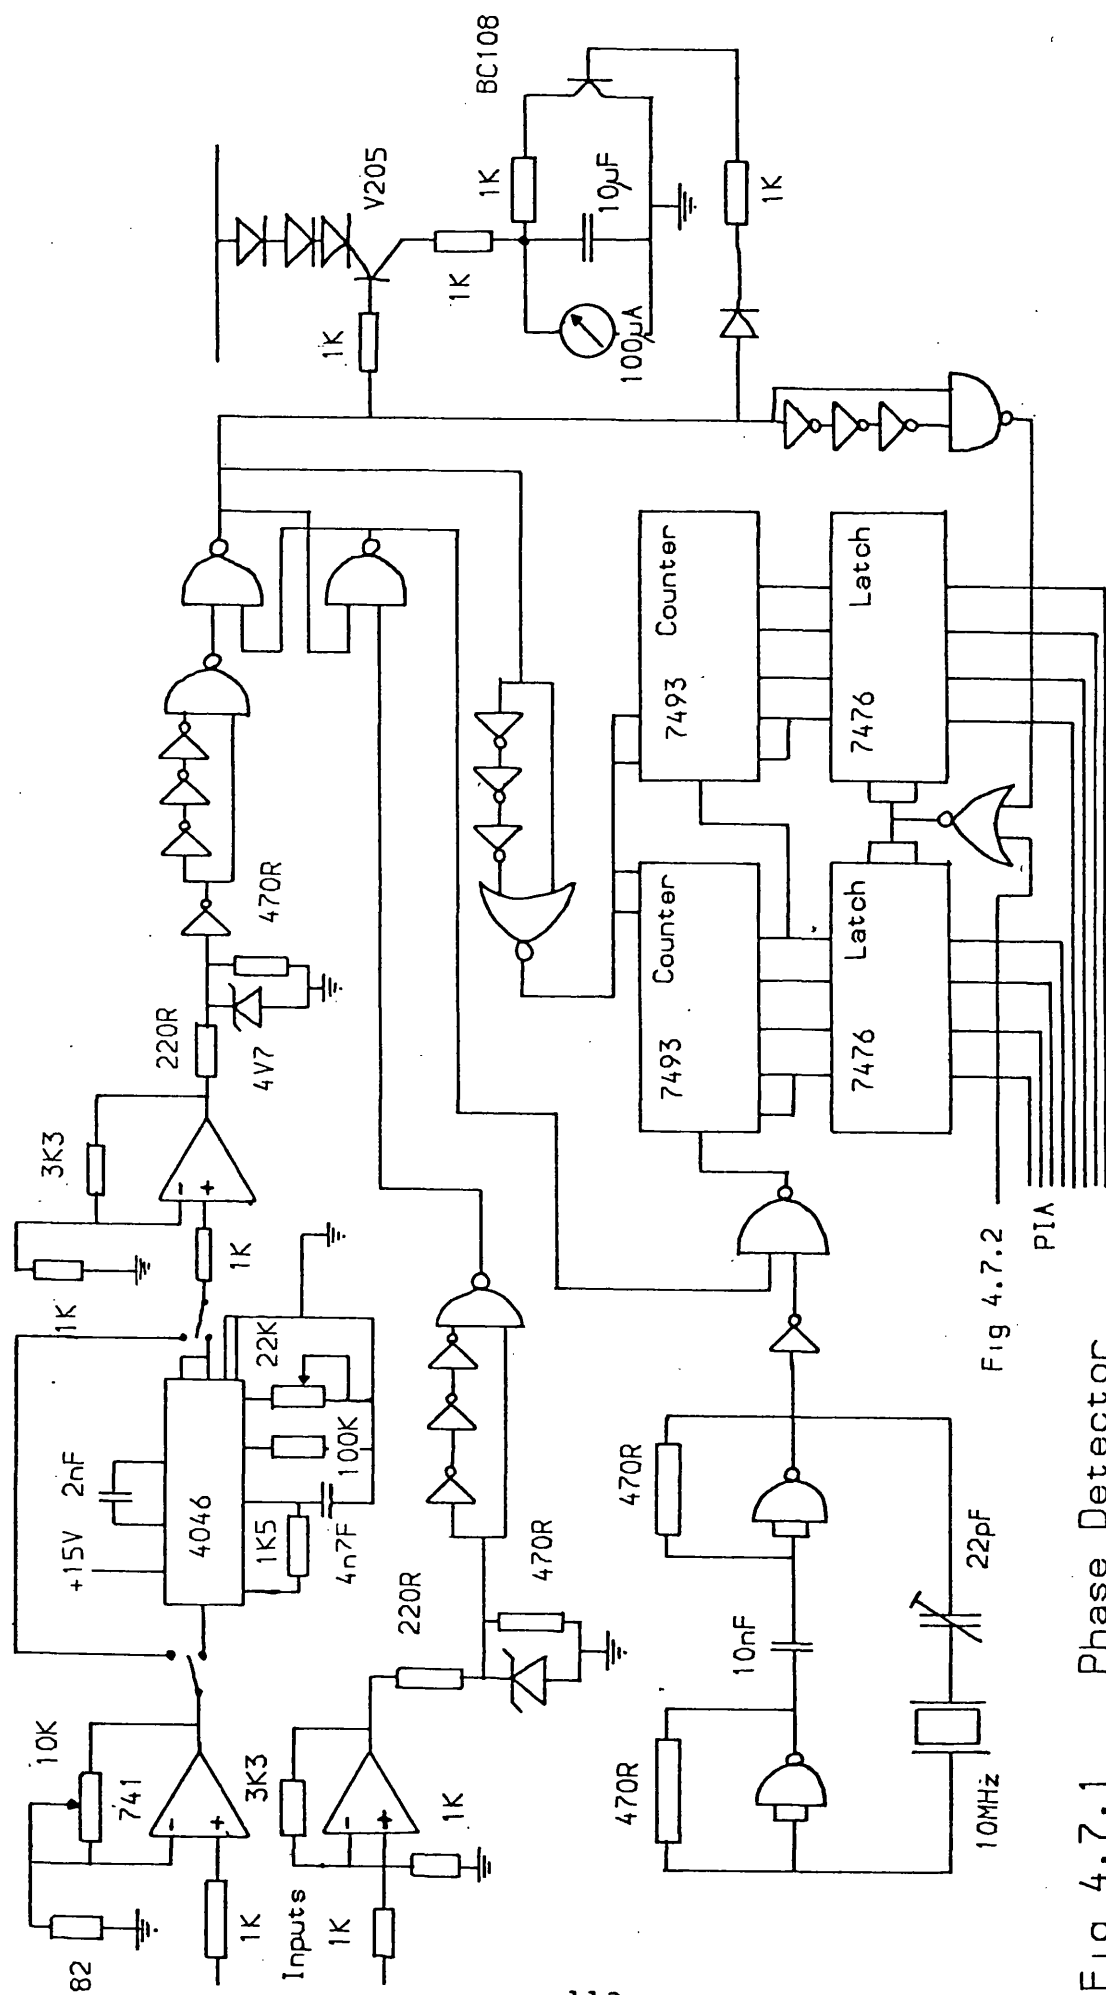 82
10K
741
1K
Inputs
1K
3K3
1K
+15V
2nF
4046
1K5
4n7F
100K
22K
1K
3K3
1K
220R
4V7
470R
220R
470R
470R
10nF
470R
10MHz
22pF
7493 Counter
7493 Counter
7476 Latch
7476 Latch
1K
V205
1K
1K
10µF
100µA
BC108
1K
Fig 4.7.2
PIA
Fig 4.7.1 Phase Detector